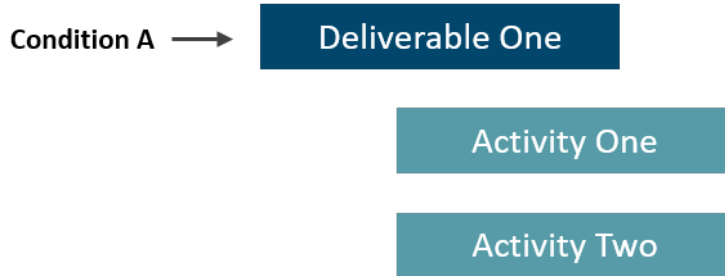 Condition A
Deliverable One
Activity One
Activity Two